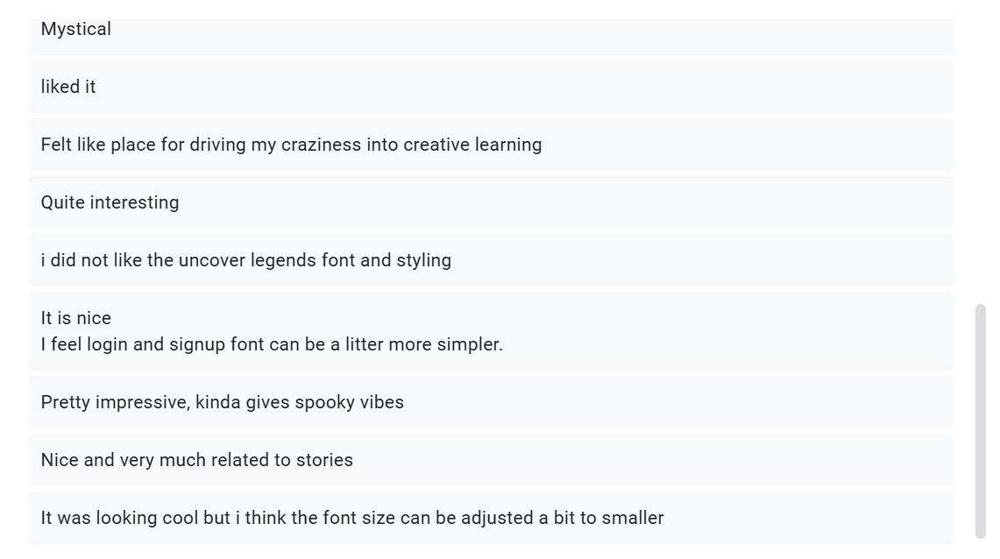 Mystical
liked it
Felt like place for driving my craziness into creative learning
Quite interesting
i did not like the uncover legends font and styling
It is nice
I feel login and signup font can be a litter more simpler.
Pretty impressive, kinda gives spooky vibes
Nice and very much related to stories
It was looking cool but i think the font size can be adjusted a bit to smaller